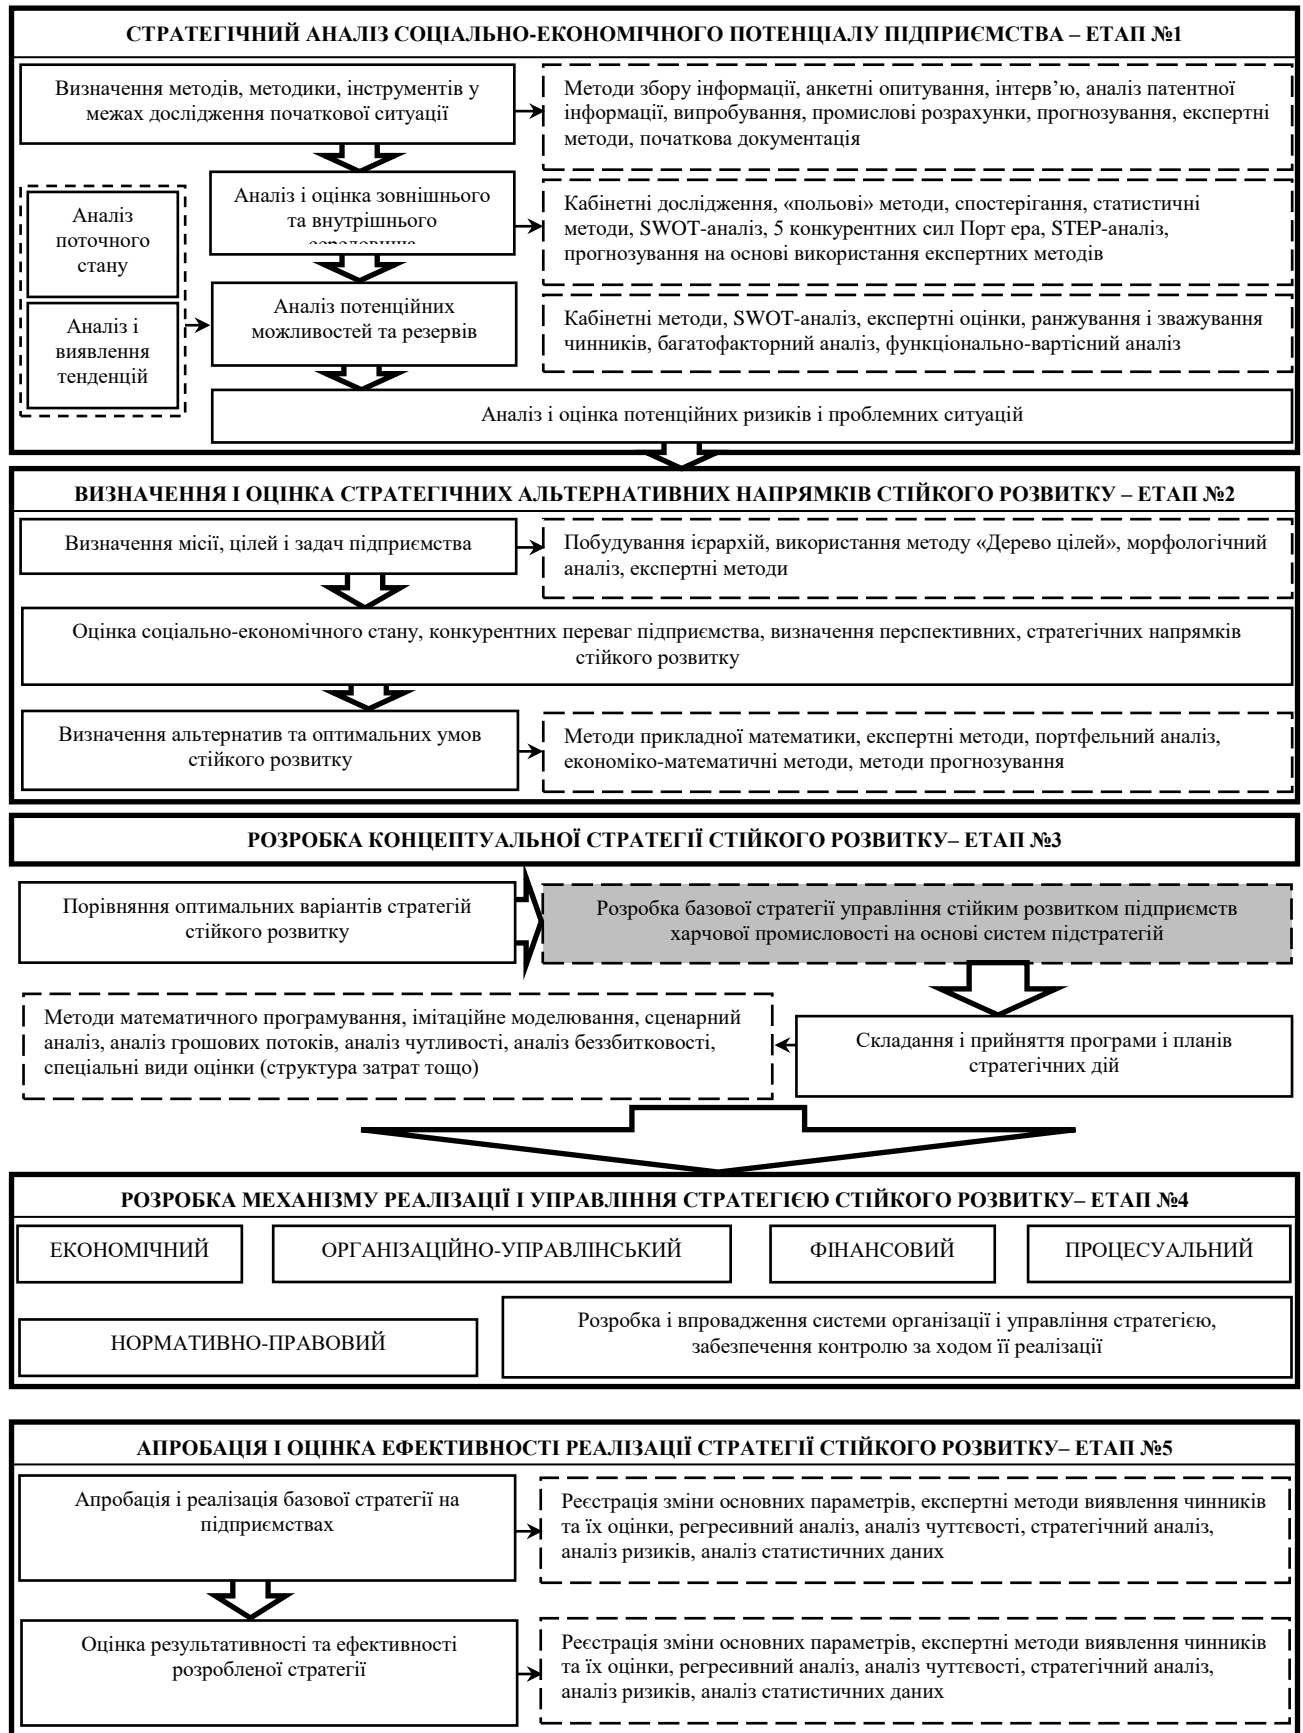 СТРАТЕГІЧНИЙ АНАЛІЗ СОЦІАЛЬНО-ЕКОНОМІЧНОГО ПОТЕНЦІАЛУ ПІДПРИЄМСТВА – ЕТАП №1
Визначення методів, методики, інструментів у
межах дослідження початкової ситуації
Методи збору інформації, анкетні опитування, інтерв’ю, аналіз патентної
інформації, випробування, промислові розрахунки, прогнозування, експертні
методи, початкова документація
Аналіз
поточного
стану
Аналіз і
виявлення
тенденцій
Аналіз і оцінка зовнішнього
та внутрішнього
середовища
Кабінетні дослідження, «польові» методи, спостерігання, статистичні
методи, SWOT-аналіз, 5 конкурентних сил Порт ера, STEP-аналіз,
прогнозування на основі використання експертних методів
Аналіз потенційних
можливостей та резервів
Кабінетні методи, SWOT-аналіз, експертні оцінки, ранжування і зважування
чинників, багатофакторний аналіз, функціонально-вартісний аналіз
Аналіз і оцінка потенційних ризиків і проблемних ситуацій
ВИЗНАЧЕННЯ І ОЦІНКА СТРАТЕГІЧНИХ АЛЬТЕРНАТИВНИХ НАПРЯМКІВ СТІЙКОГО РОЗВИТКУ – ЕТАП №2
Визначення місії, цілей і задач підприємства
Побудування ієрархій, використання методу «Дерево цілей», морфологічний
аналіз, експертні методи
Оцінка соціально-економічного стану, конкурентних переваг підприємства, визначення перспективних, стратегічних напрямків
стійкого розвитку
Визначення альтернатив та оптимальних умов
стійкого розвитку
Методи прикладної математики, експертні методи, портфельний аналіз,
економіко-математичні методи, методи прогнозування
РОЗРОБКА КОНЦЕПТУАЛЬНОЇ СТРАТЕГІЇ СТІЙКОГО РОЗВИТКУ– ЕТАП №3
Порівняння оптимальних варіантів стратегій
стійкого розвитку
Розробка базової стратегії управління стійким розвитком підприємств
харчової промисловості на основі систем підстратегій
Методи математичного програмування, імітаційне моделювання, сценарний
аналіз, аналіз грошових потоків, аналіз чутливості, аналіз беззбитковості,
спеціальні види оцінки (структура затрат тощо)
Складання і прийняття програми і планів
стратегічних дій
РОЗРОБКА МЕХАНІЗМУ РЕАЛІЗАЦІЇ І УПРАВЛІННЯ СТРАТЕГІЄЮ СТІЙКОГО РОЗВИТКУ– ЕТАП №4
ЕКОНОМІЧНИЙ
ОРГАНІЗАЦІЙНО-УПРАВЛІНСЬКИЙ
ФІНАНСОВИЙ
ПРОЦЕСУАЛЬНИЙ
НОРМАТИВНО-ПРАВОВИЙ
Розробка і впровадження системи організації і управління стратегією,
забезпечення контролю за ходом її реалізації
АПРОБАЦІЯ І ОЦІНКА ЕФЕКТИВНОСТІ РЕАЛІЗАЦІЇ СТРАТЕГІЇ СТІЙКОГО РОЗВИТКУ– ЕТАП №5
Апробація і реалізація базової стратегії на
підприємствах
Реєстрація зміни основних параметрів, експертні методи виявлення чинників
та їх оцінки, регресивний аналіз, аналіз чуттєвості, стратегічний аналіз,
аналіз ризиків, аналіз статистичних даних
Оцінка результативності та ефективності
розробленої стратегії
Реєстрація зміни основних параметрів, експертні методи виявлення чинників
та їх оцінки, регресивний аналіз, аналіз чуттєвості, стратегічний аналіз,
аналіз ризиків, аналіз статистичних даних